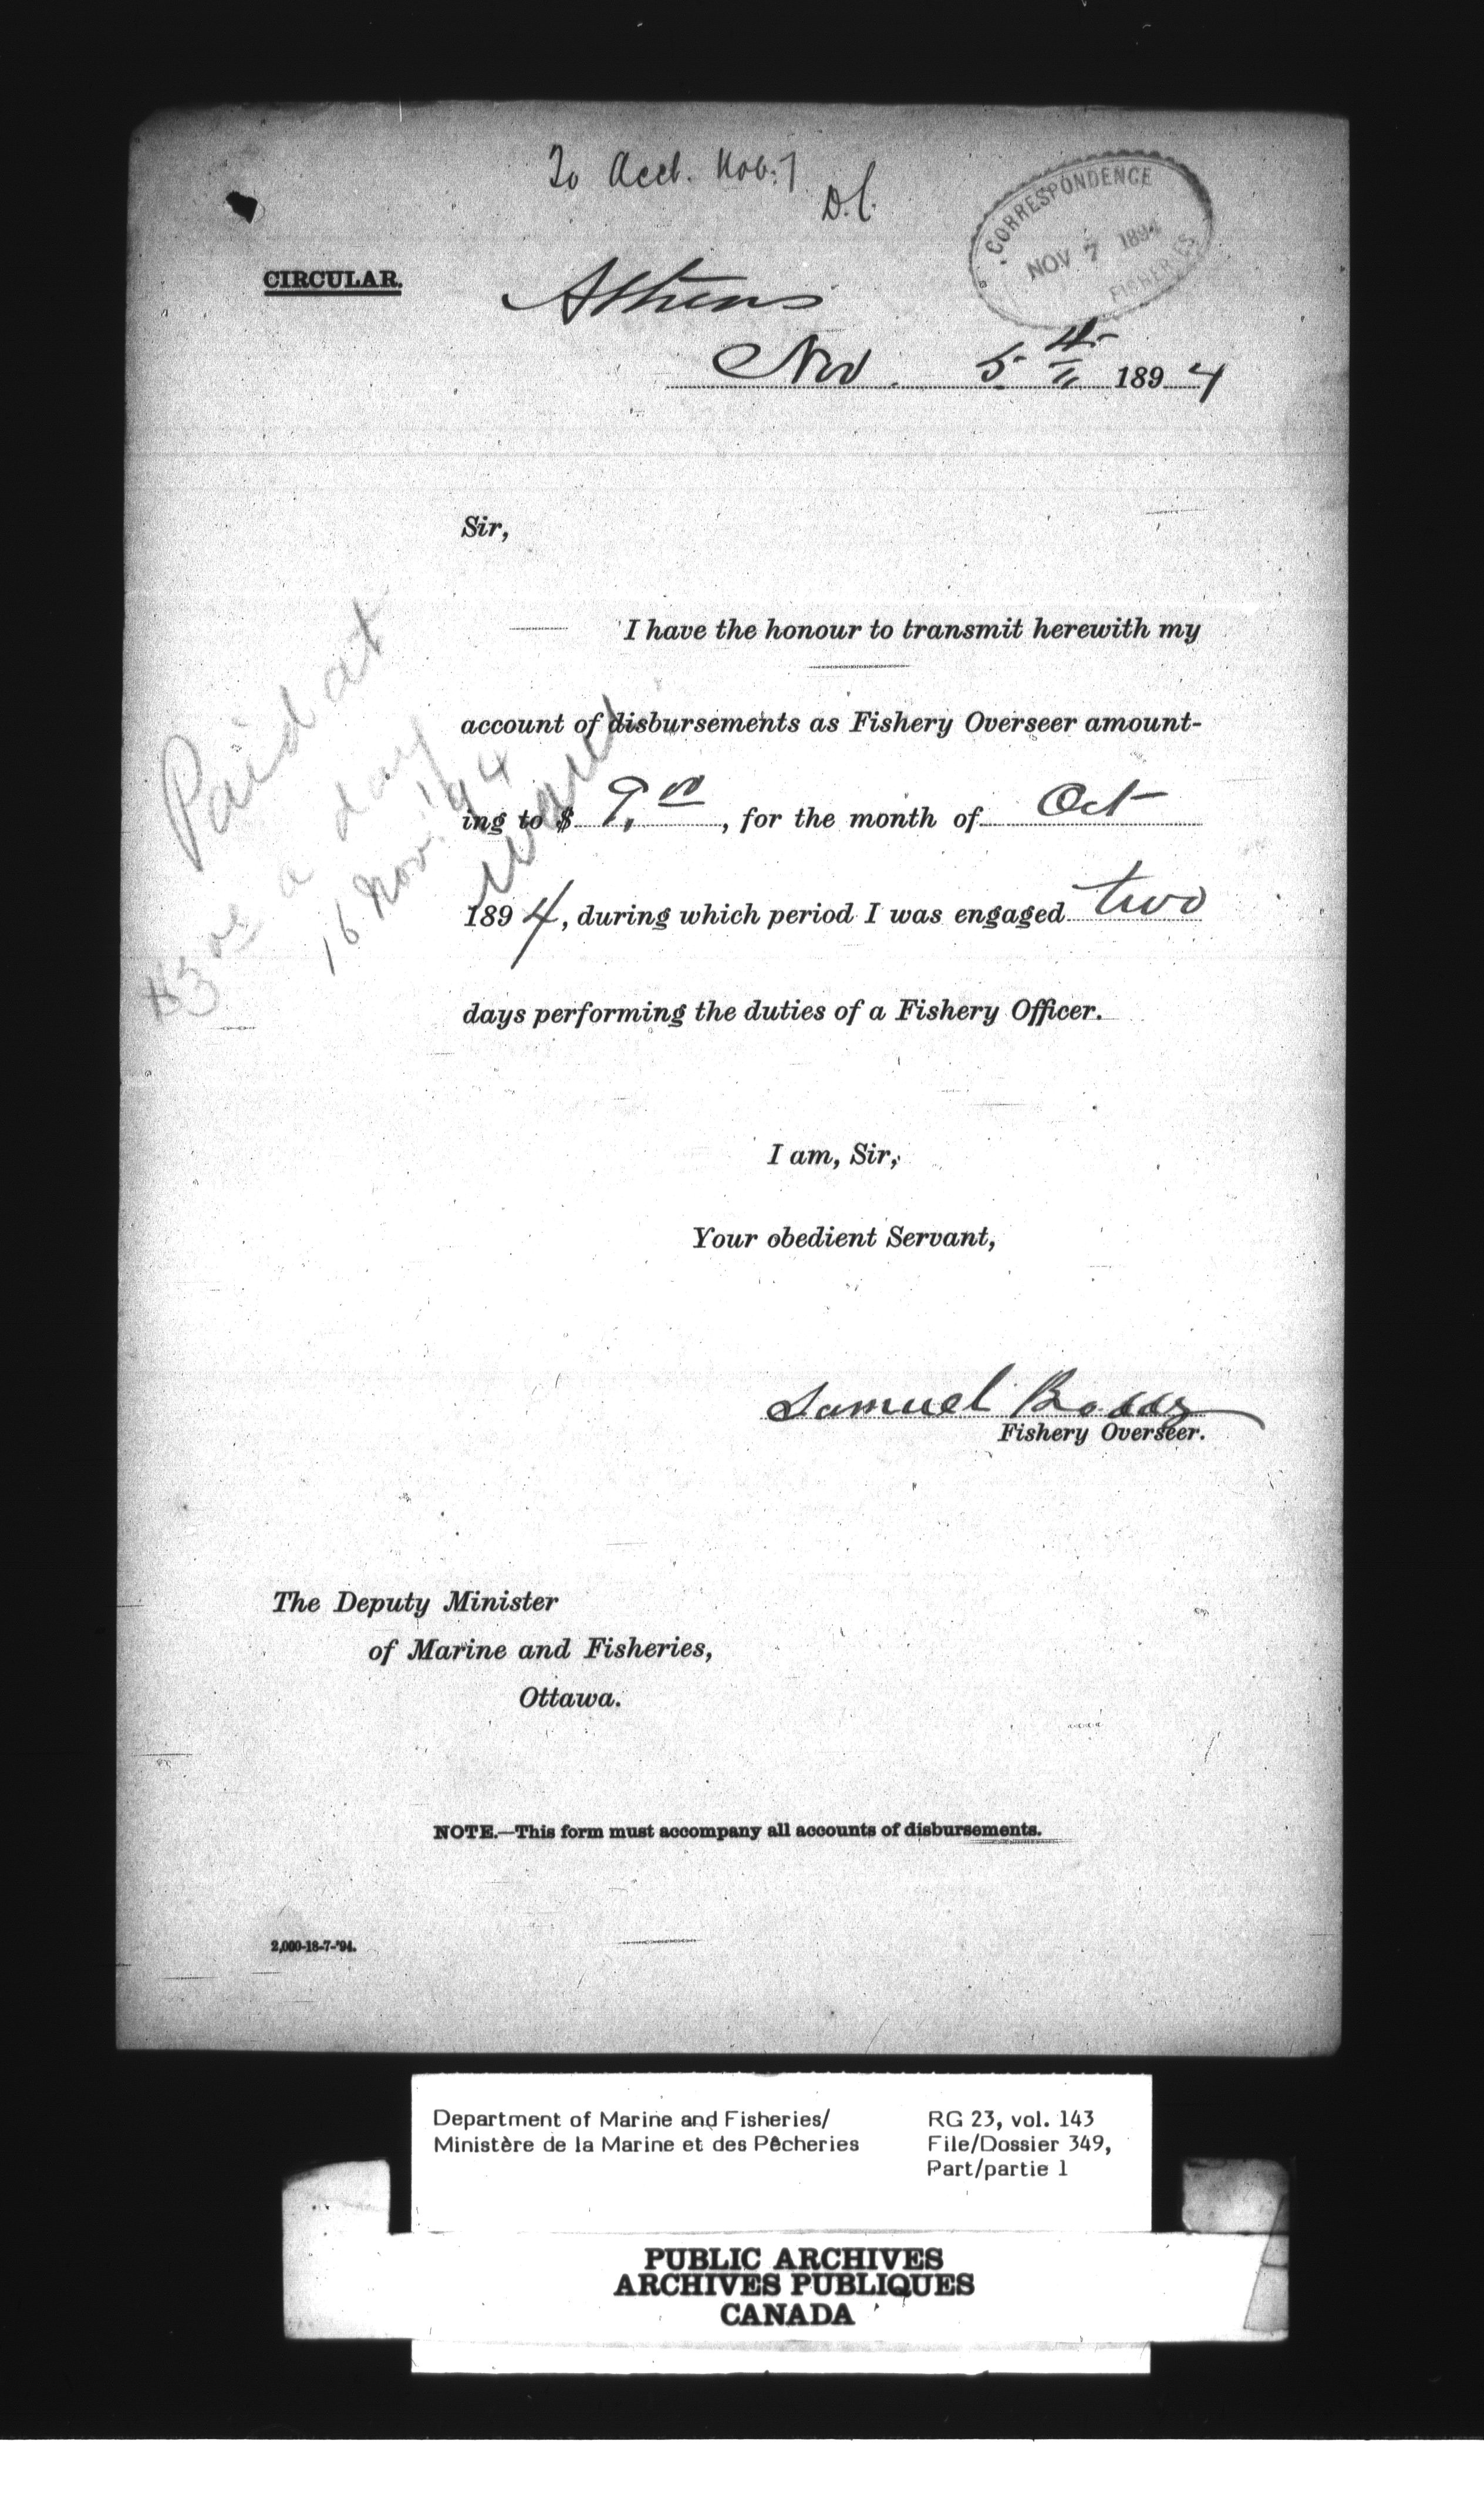 To Acct. Nov. 7
D.C.
CORRESPONDENCE
NOV 7 1894
FISHERIES
CIRCULAR.
Athens
Nov. 5th 1894
Sir,
I have the honour to transmit herewith my
account of disbursements as Fishery Overseer amount-
ing to $ 9,00, for the month of Oct
1894, during which period I was engaged two
days performing the duties of a Fishery Officer.
Paid at
$3 00 a day
16 Nov. '94
I am, Sir,
Your obedient Servant,
Samuel Boddy
Fishery Overseer.
The Deputy Minister
of Marine and Fisheries,
Ottawa.
NOTE.—This form must accompany all accounts of disbursements.
2,000-18-7-'94.
Department of Marine and Fisheries/
Ministère de la Marine et des Pêcheries
RG 23, vol. 143
File/Dossier 349,
Part/partie 1
PUBLIC ARCHIVES
ARCHIVES PUBLIQUES
CANADA